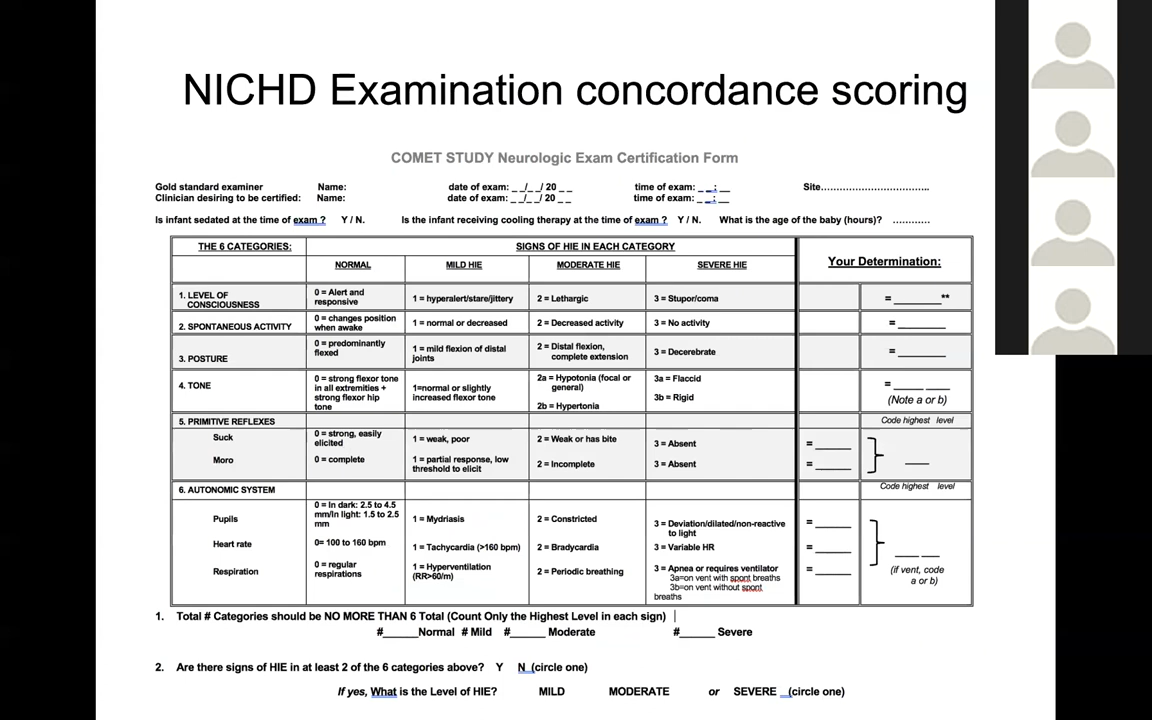 NICHD Examination concordance scoring
COMET STUDY Neurologic Exam Certification Form
Gold standard examiner Name: date of exam: _ _/_ _/ 20 _ _ time of exam: _ _:_ __ Site……………………………..
Clinician desiring to be certified: Name: date of exam: _ _/_ _/ 20 _ _ time of exam: _ _:_ __
Is infant sedated at the time of exam ? Y / N. Is the infant receiving cooling therapy at the time of exam ? Y / N. What is the age of the baby (hours)? …………
THE 6 CATEGORIES: SIGNS OF HIE IN EACH CATEGORY
Your Determination:
NORMAL MILD HIE MODERATE HIE SEVERE HIE
1. LEVEL OF CONSCIOUSNESS 0 = Alert and responsive 1 = hyperalert/stare/jittery 2 = Lethargic 3 = Stupor/coma = ________**
2. SPONTANEOUS ACTIVITY 0 = changes position when awake 1 = normal or decreased 2 = Decreased activity 3 = No activity = ________
3. POSTURE 0 = predominantly flexed 1 = mild flexion of distal joints 2 = Distal flexion, complete extension 3 = Decerebrate = ________
4. TONE 0 = strong flexor tone in all extremities + strong flexor hip tone 1=normal or slightly increased flexor tone 2a = Hypotonia (focal or general) 2b = Hypertonia 3a = Flaccid 3b = Rigid = _____ ____ (Note a or b)
5. PRIMITIVE REFLEXES Code highest level
Suck 0 = strong, easily elicited 1 = weak, poor 2 = Weak or has bite 3 = Absent = ______
Moro 0 = complete 1 = partial response, low threshold to elicit 2 = Incomplete 3 = Absent = ______ ____
6. AUTONOMIC SYSTEM Code highest level
Pupils 0 = In dark: 2.5 to 4.5 mm/In light: 1.5 to 2.5 mm 1 = Mydriasis 2 = Constricted 3 = Deviation/dilated/non-reactive to light = ______
Heart rate 0= 100 to 160 bpm 1 = Tachycardia (>160 bpm) 2 = Bradycardia 3 = Variable HR = ______ ____ ____
Respiration 0 = regular respirations 1 = Hyperventilation (RR>60/m) 2 = Periodic breathing 3 = Apnea or requires ventilator 3a=on vent with spont breaths 3b=on vent without spont breaths = ______ (if vent, code a or b)
1. Total # Categories should be NO MORE THAN 6 Total (Count Only the Highest Level in each sign)
#______Normal # Mild #______ Moderate #______ Severe
2. Are there signs of HIE in at least 2 of the 6 categories above? Y N (circle one)
If yes, What is the Level of HIE? MILD MODERATE or SEVERE (circle one)